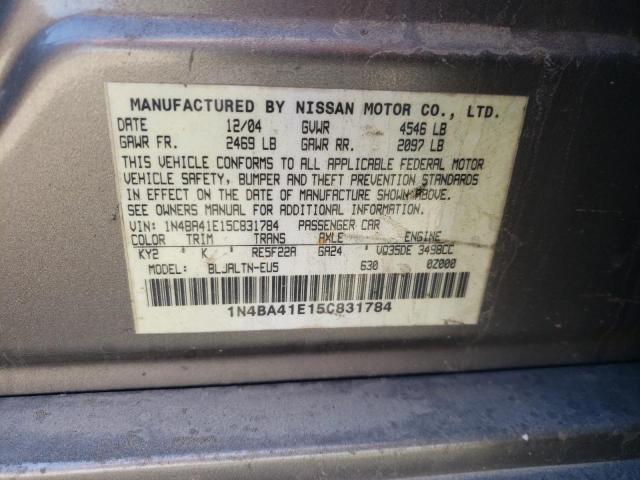 MANUFACTURED BY NISSAN MOTOR CO., LTD.
DATE 12/04 GVWR 4546 LB
GAWR FR. 2469 LB GAWR RR. 2097 LB
THIS VEHICLE CONFORMS TO ALL APPLICABLE FEDERAL MOTOR
VEHICLE SAFETY, BUMPER AND THEFT PREVENTION STANDARDS
IN EFFECT ON THE DATE OF MANUFACTURE SHOWN ABOVE.
SEE OWNERS MANUAL FOR ADDITIONAL INFORMATION.
VIN: 1N4BA41E15C831784 PASSENGER CAR
COLOR TRIM TRANS AXLE ENGINE
KY2 ' K ' RE5F22A GA24 VQ35DE 3498CC
MODEL: BLJALTN-EUS 630 0Z000
1N4BA41E15C831784